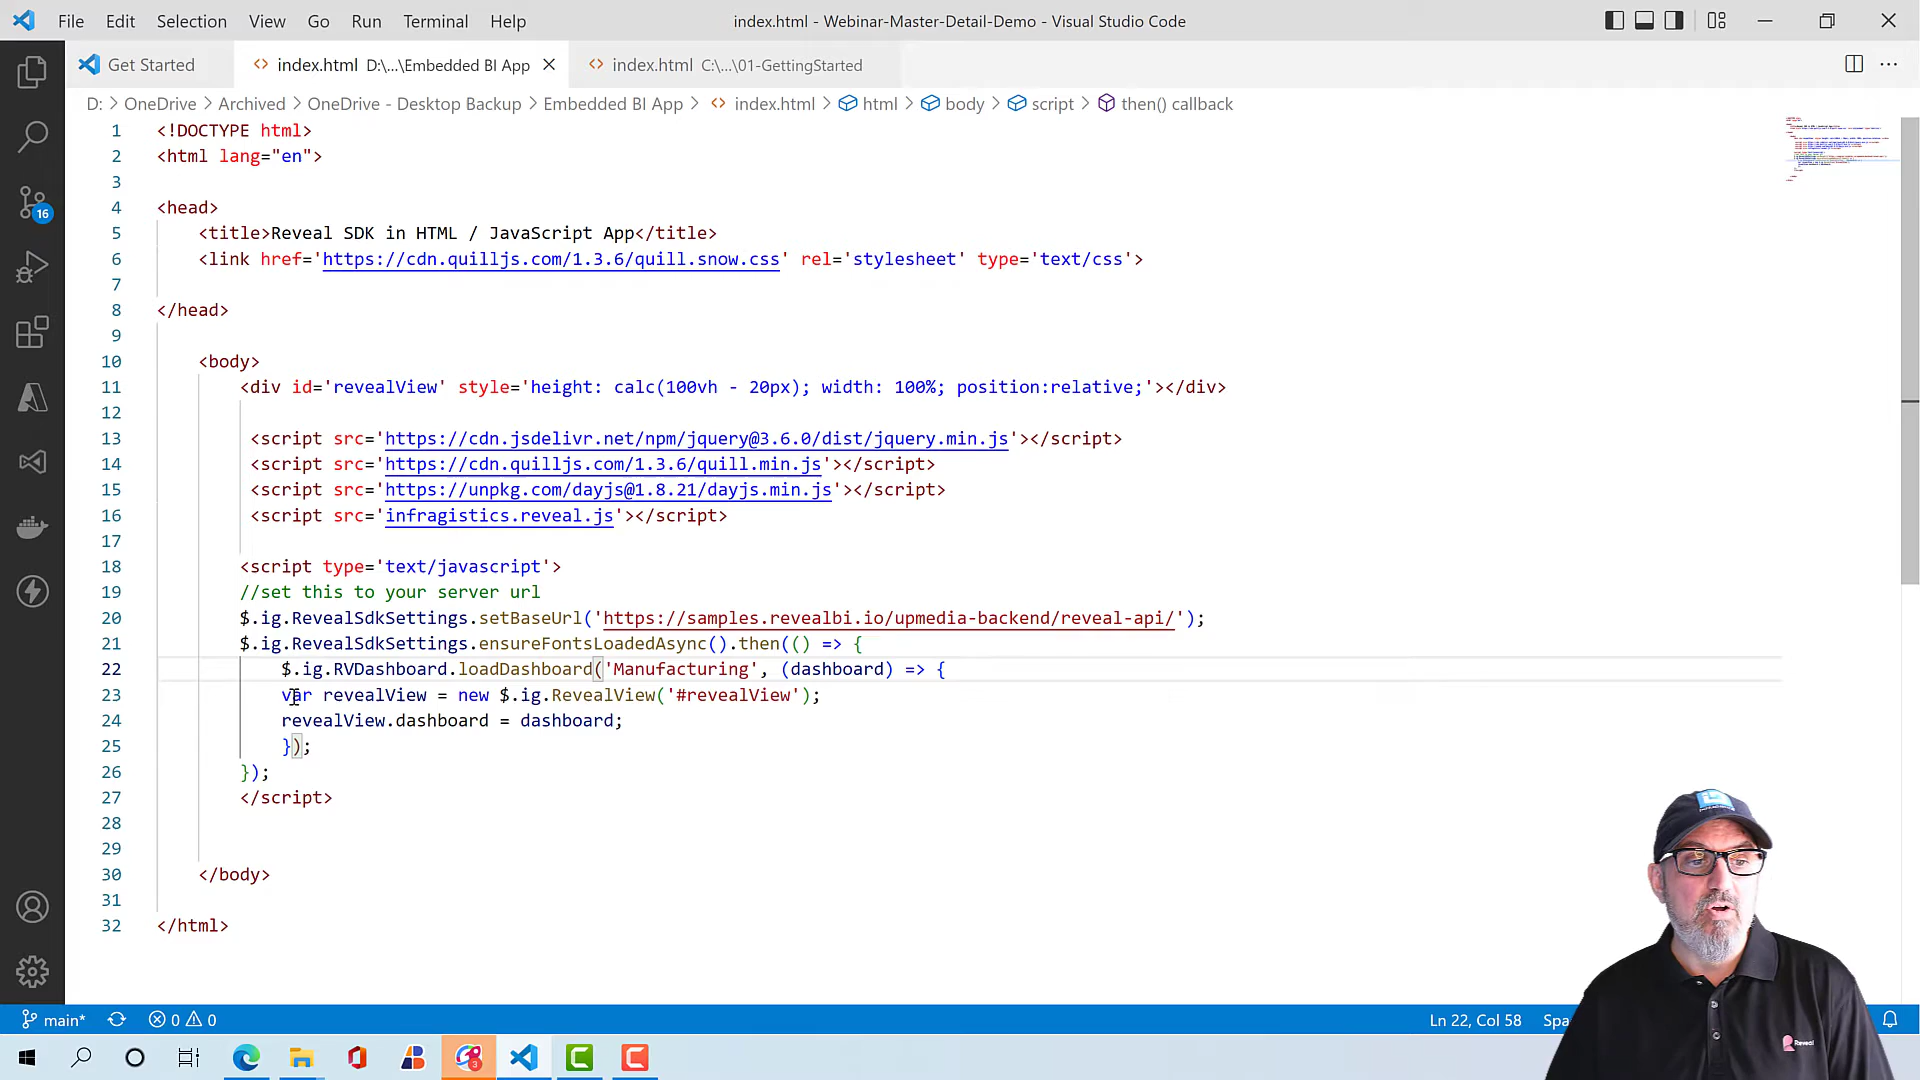 File Edit Selection View Go Run Terminal Help index.html - Webinar-Master-Detail-Demo - Visual Studio Code
Get Started index.html D:\...\Embedded BI App index.html C:\...\01-GettingStarted
D: > OneDrive > Archived > OneDrive - Desktop Backup > Embedded BI App > index.html > html > body > script > then() callback
1 <!DOCTYPE html>
2 <html lang="en">
3
4 <head>
5 <title>Reveal SDK in HTML / JavaScript App</title>
6 <link href='https://cdn.quilljs.com/1.3.6/quill.snow.css' rel='stylesheet' type='text/css'>
7
8 </head>
9
10 <body>
11 <div id='revealView' style='height: calc(100vh - 20px); width: 100%; position:relative;'></div>
12
13 <script src='https://cdn.jsdelivr.net/npm/jquery@3.6.0/dist/jquery.min.js'></script>
14 <script src='https://cdn.quilljs.com/1.3.6/quill.min.js'></script>
15 <script src='https://unpkg.com/dayjs@1.8.21/dayjs.min.js'></script>
16 <script src='infragistics.reveal.js'></script>
17
18 <script type='text/javascript'>
19 //set this to your server url
20 $.ig.RevealSdkSettings.setBaseUrl('https://samples.revealbi.io/upmedia-backend/reveal-api/');
21 $.ig.RevealSdkSettings.ensureFontsLoadedAsync().then(() => {
22 $.ig.RVDashboard.loadDashboard('Manufacturing', (dashboard) => {
23 var revealView = new $.ig.RevealView('#revealView');
24 revealView.dashboard = dashboard;
25 });
26 });
27 </script>
28
29
30 </body>
31
32 </html>
16
Reveal
main* 0 0 Ln 22, Col 58 Spa
3